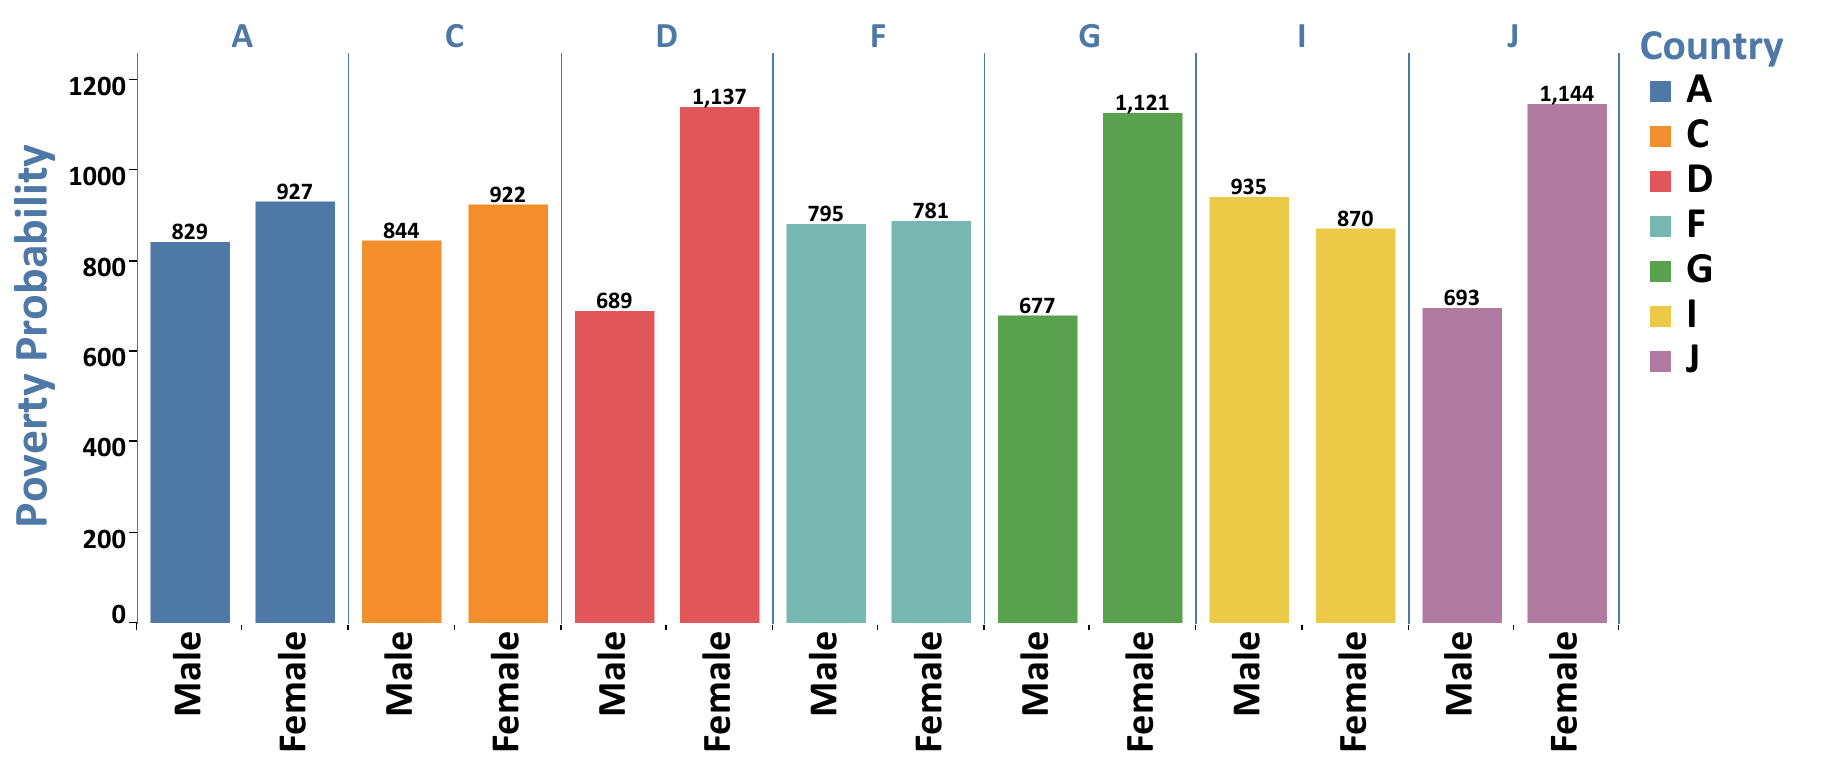 A C D F G I J
Country
A
C
D
F
G
I
J
Poverty Probability
1200
1000
800
600
400
200
0
829
927
844
922
689
1,137
795
781
677
1,121
935
870
693
1,144
Male
Female
Male
Female
Male
Female
Male
Female
Male
Female
Male
Female
Male
Female